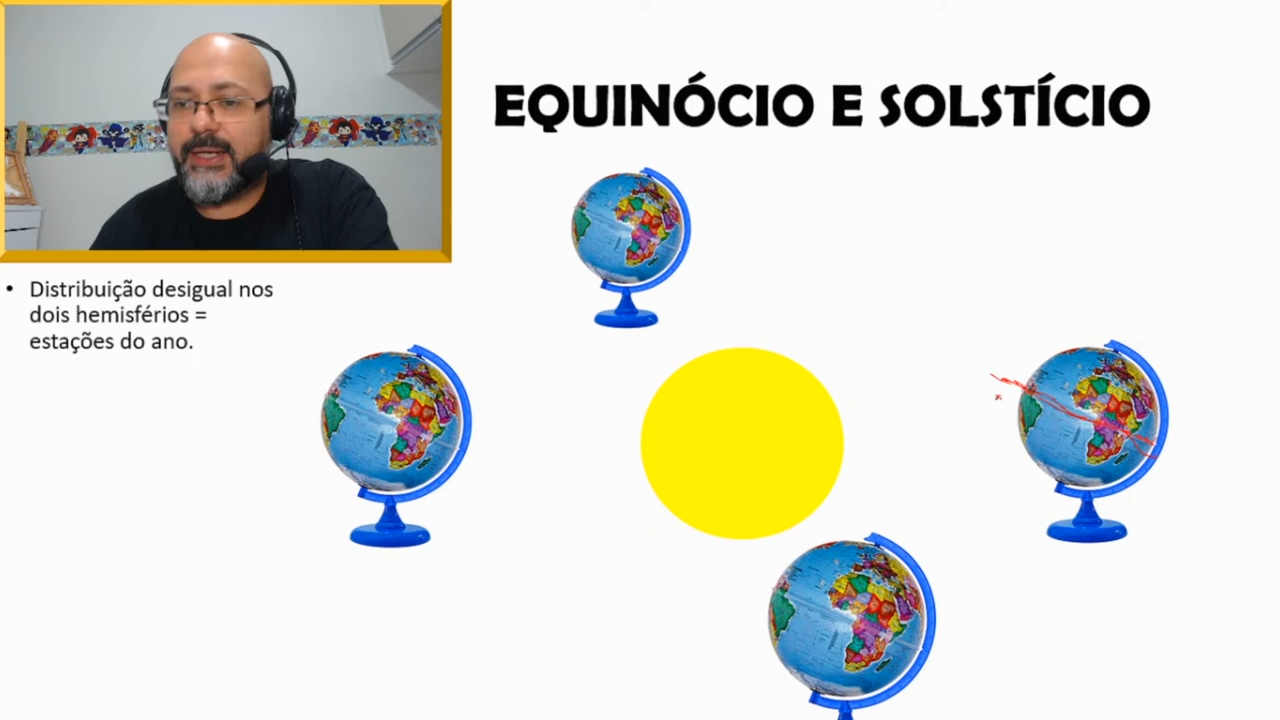 EQUINÓCIO E SOLSTÍCIO
• Distribuição desigual nos
dois hemisférios =
estações do ano.